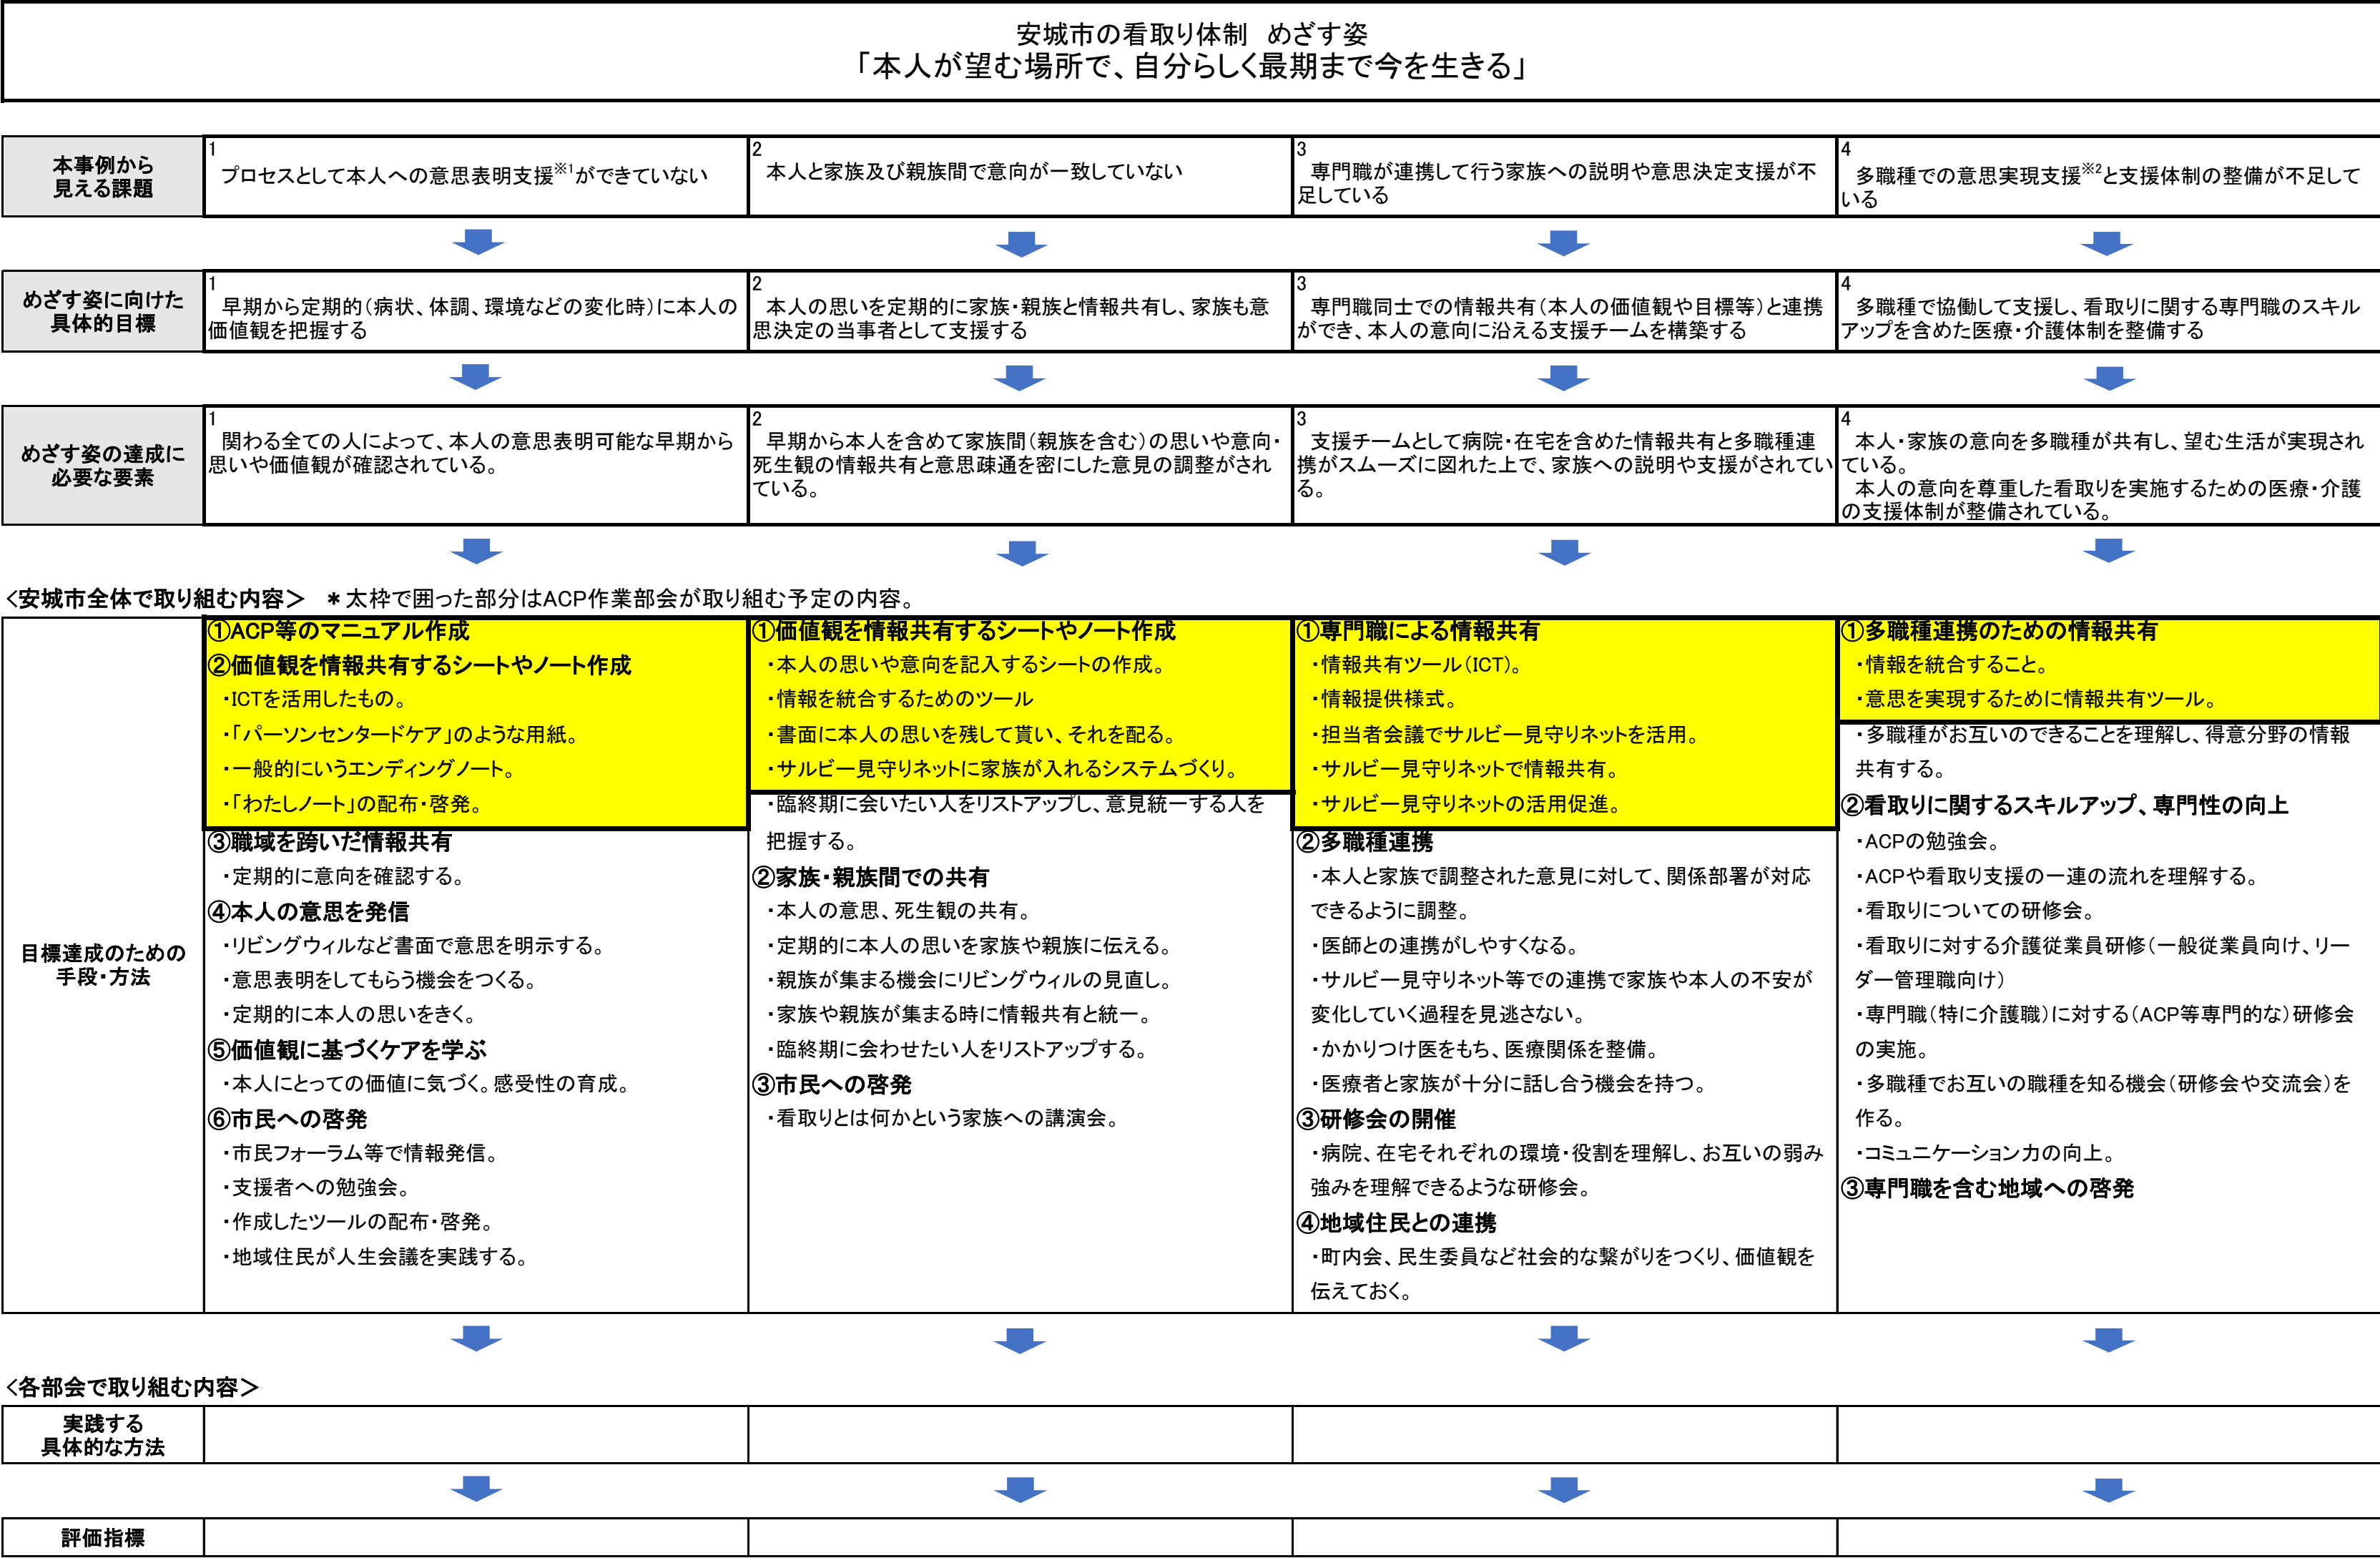 安城市の看取り体制　めざす姿
「本人が望む場所で、自分らしく最期まで今を生きる」
本事例から
見える課題
1
プロセスとして本人への意思表明支援※1ができていない
2
本人と家族及び親族間で意向が一致していない
3
専門職が連携して行う家族への説明や意思決定支援が不
足している
4
多職種での意思実現支援※2と支援体制の整備が不足して
いる
めざす姿に向けた
具体的目標
1
早期から定期的（病状、体調、環境などの変化時）に本人の
価値観を把握する
2
本人の思いを定期的に家族・親族と情報共有し、家族も意
思決定の当事者として支援する
3
専門職同士での情報共有（本人の価値観や目標等）と連携
ができ、本人の意向に沿える支援チームを構築する
4
多職種で協働して支援し、看取りに関する専門職のスキル
アップを含めた医療・介護体制を整備する
めざす姿の達成に
必要な要素
1
関わる全ての人によって、本人の意思表明可能な早期から
思いや価値観が確認されている。
2
早期から本人を含めて家族間（親族を含む）の思いや意向・
死生観の情報共有と意思疎通を密にした意見の調整がされ
ている。
3
支援チームとして病院・在宅を含めた情報共有と多職種連
携がスムーズに図れた上で、家族への説明や支援がされてい
る。
4
本人・家族の意向を多職種が共有し、望む生活が実現され
ている。
本人の意向を尊重した看取りを実施するための医療・介護
の支援体制が整備されている。
＜安城市全体で取り組む内容＞　＊太枠で囲った部分はACP作業部会が取り組む予定の内容。
目標達成のための
手段・方法
①ACP等のマニュアル作成
②価値観を情報共有するシートやノート作成
・ICTを活用したもの。
・「パーソンセンタードケア」のような用紙。
・一般的にいうエンディングノート。
・「わたしノート」の配布・啓発。
③職域を跨いだ情報共有
・定期的に意向を確認する。
④本人の意思を発信
・リビングウィルなど書面で意思を明示する。
・意思表明をしてもらう機会をつくる。
・定期的に本人の思いをきく。
⑤価値観に基づくケアを学ぶ
・本人にとっての価値に気づく。感受性の育成。
⑥市民への啓発
・市民フォーラム等で情報発信。
・支援者への勉強会。
・作成したツールの配布・啓発。
・地域住民が人生会議を実践する。
①価値観を情報共有するシートやノート作成
・本人の思いや意向を記入するシートの作成。
・情報を統合するためのツール
・書面に本人の思いを残して貰い、それを配る。
・サルビー見守りネットに家族が入れるシステムづくり。
・臨終期に会いたい人をリストアップし、意見統一する人を
把握する。
②家族・親族間での共有
・本人の意思、死生観の共有。
・定期的に本人の思いを家族や親族に伝える。
・親族が集まる機会にリビングウィルの見直し。
・家族や親族が集まる時に情報共有と統一。
・臨終期に会わせたい人をリストアップする。
③市民への啓発
・看取りとは何かという家族への講演会。
①専門職による情報共有
・情報共有ツール（ICT）。
・情報提供様式。
・担当者会議でサルビー見守りネットを活用。
・サルビー見守りネットで情報共有。
・サルビー見守りネットの活用促進。
②多職種連携
・本人と家族で調整された意見に対して、関係部署が対応
できるように調整。
・医師との連携がしやすくなる。
・サルビー見守りネット等での連携で家族や本人の不安が
変化していく過程を見逃さない。
・かかりつけ医をもち、医療関係を整備。
・医療者と家族が十分に話し合う機会を持つ。
③研修会の開催
・病院、在宅それぞれの環境・役割を理解し、お互いの弱み
強みを理解できるような研修会。
④地域住民との連携
・町内会、民生委員など社会的な繋がりをつくり、価値観を
伝えておく。
①多職種連携のための情報共有
・情報を統合すること。
・意思を実現するために情報共有ツール。
・多職種がお互いのできることを理解し、得意分野の情報
共有する。
②看取りに関するスキルアップ、専門性の向上
・ACPの勉強会。
・ACPや看取り支援の一連の流れを理解する。
・看取りについての研修会。
・看取りに対する介護従業員研修（一般従業員向け、リー
ダー管理職向け）
・専門職（特に介護職）に対する（ACP等専門的な）研修会
の実施。
・多職種でお互いの職種を知る機会（研修会や交流会）を
作る。
・コミュニケーション力の向上。
③専門職を含む地域への啓発
＜各部会で取り組む内容＞
実践する
具体的な方法
評価指標